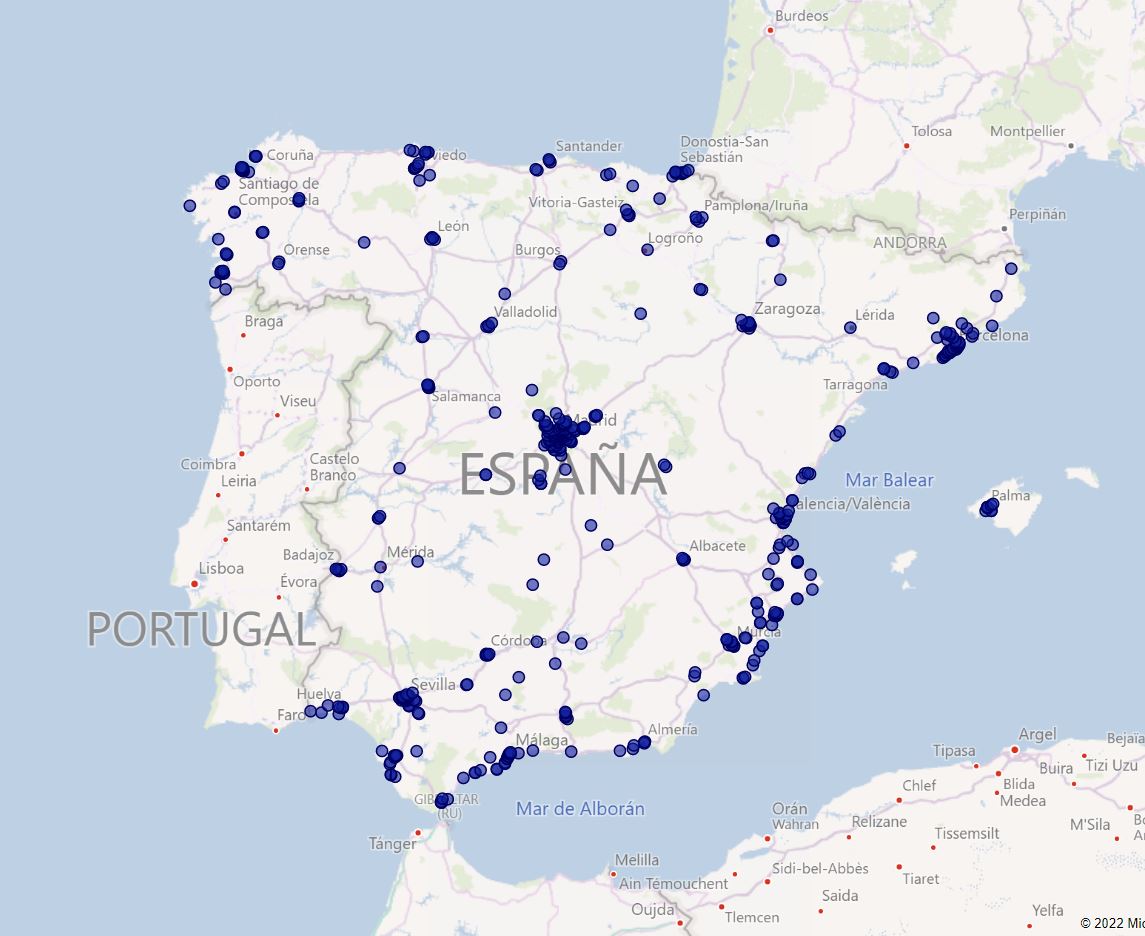 Burdeos
Tolosa
Montpellier
Coruña
viedo
Santander
Donostia-San
Sebastián
Santiago de
Compostela
Vitoria-Gasteiz
Pamplona/Iruña
Perpiñán
León
Logroño
ANDORRA
Orense
Burgos
Braga
Valladolid
Zaragoza
Lérida
Barcelona
Oporto
Viseu
Salamanca
Tarragona
Madrid
Coimbra
Leiria
Castelo
Branco
ESPAÑA
Mar Balear
Palma
Santarém
alencia/València
Badajoz
Mérida
Albacete
Lisboa
Évora
PORTUGAL
Córdoba
Murcia
Huelva
Sevilla
Faro
Málaga
Almería
Argel
Tipasa
Bejaïa
Buira
Tizi Uzu
Chlef
Blida
Medea
GIBRALTAR
(RU)
Mar de Alborán
Orán
Wahran
Relizane
M'Sila
Tánger
Tissemsilt
Melilla
Sidi-bel-Abbès
Tiaret
Ain Témouchent
Saida
Oujda
Tlemcen
Yelfa
© 2022 Mic